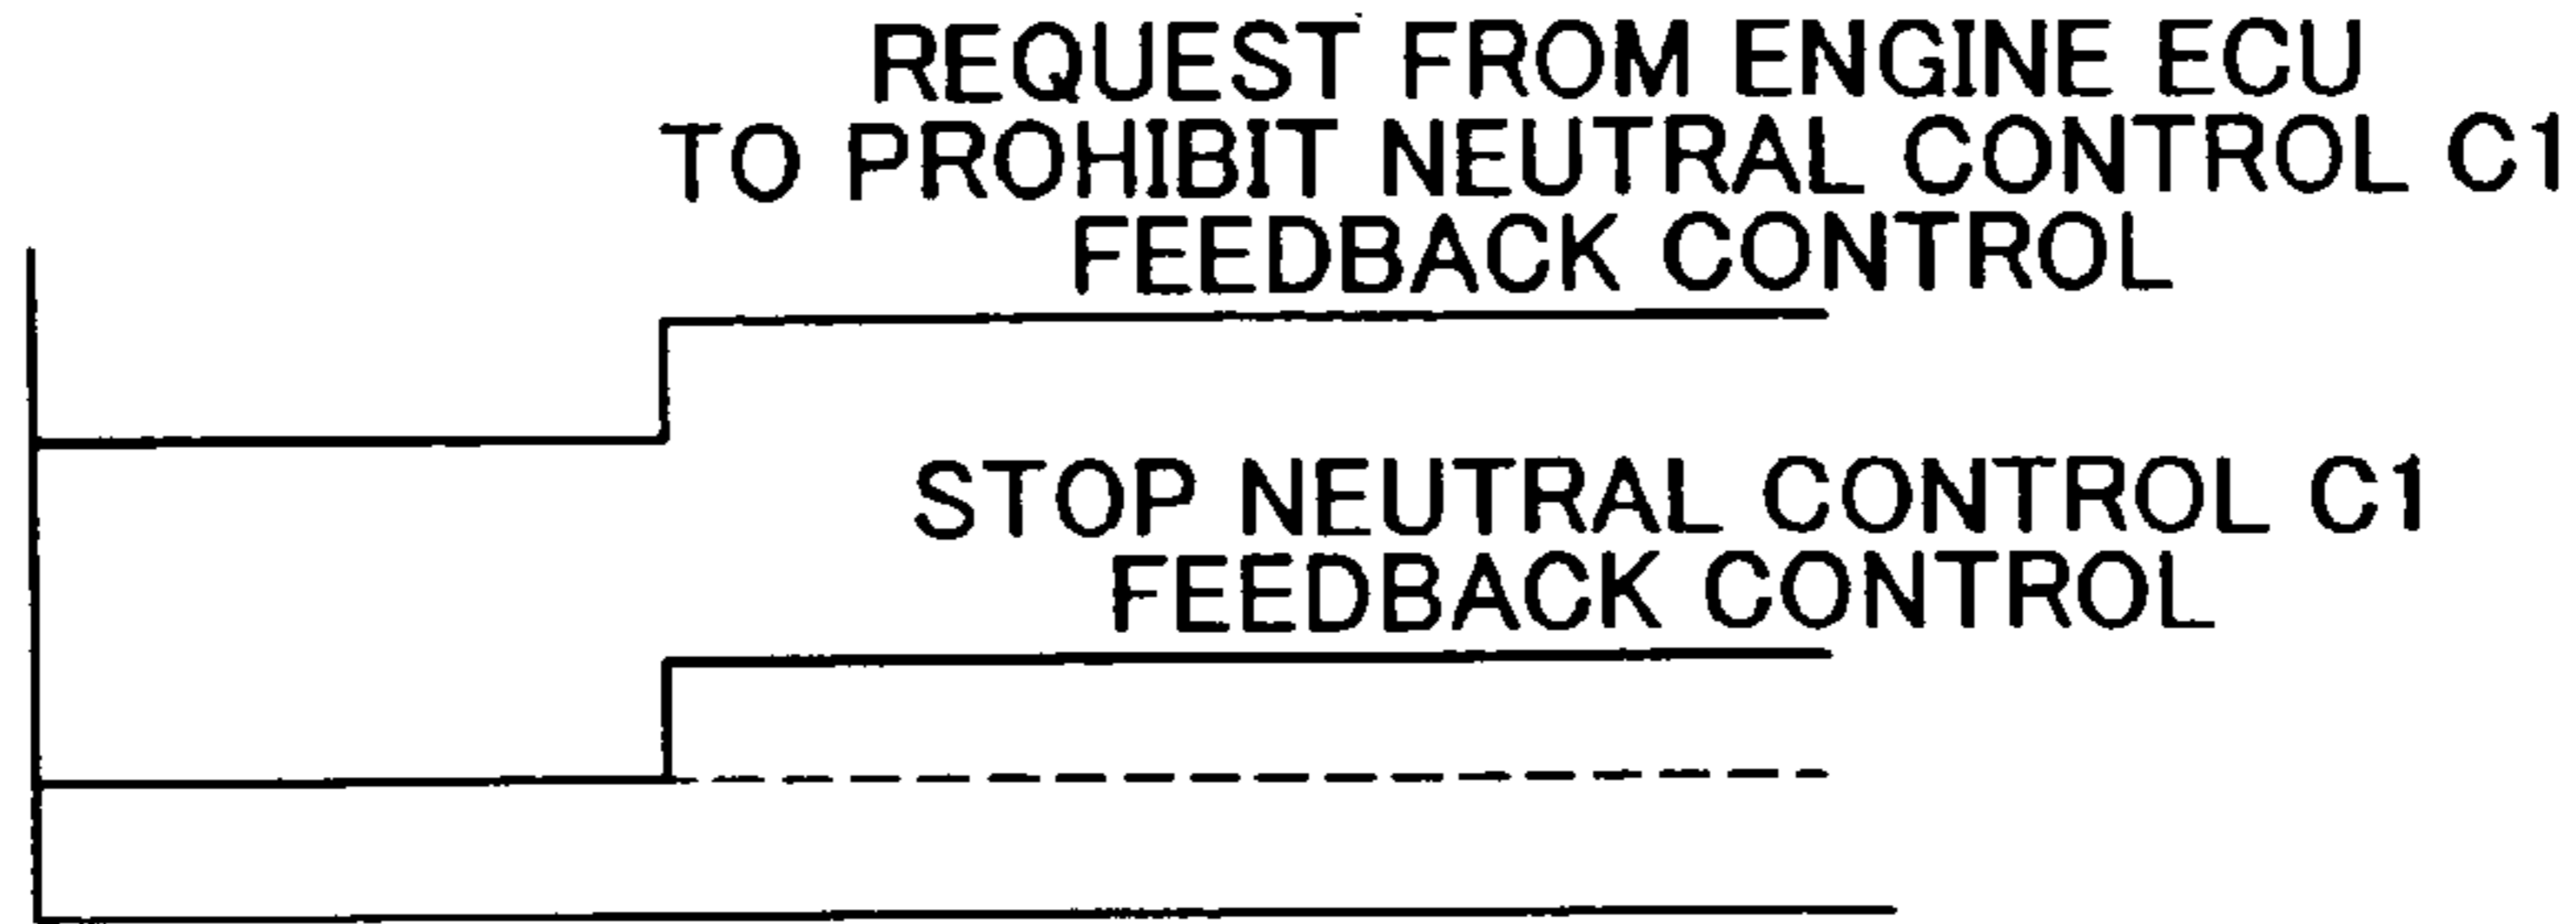 REQUEST FROM ENGINE ECU
TO PROHIBIT NEUTRAL CONTROL C1
FEEDBACK CONTROL
STOP NEUTRAL CONTROL C1
FEEDBACK CONTROL